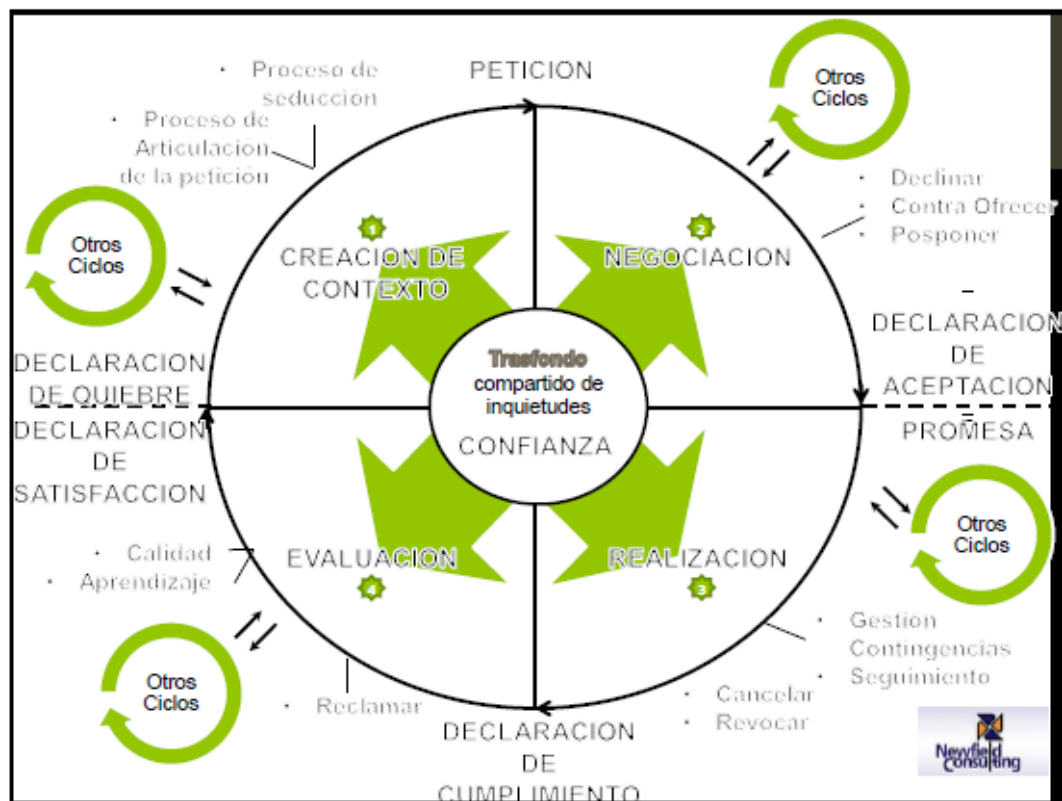 PETICION
Otros
Ciclos
• Proceso de
seduccion
• Proceso de
Articulacion
de la petición
• Declinar
• Contra Ofrecer
• Posponer
Otros
Ciclos
1
CREACION DE
CONTEXTO
2
NEGOCIACION
DECLARACION
DE QUIEBRE
Trasfondo
compartido de
inquietudes
CONFIANZA
–
DECLARACION
DE
ACEPTACION
–
PROMESA
DECLARACION
DE
SATISFACCION
• Calidad
• Aprendizaje
EVALUACION
4
REALIZACION
3
Otros
Ciclos
Otros
Ciclos
• Reclamar
• Gestión
Contingencias
• Seguimiento
• Cancelar
• Revocar
DECLARACION
DE
CUMPLIMIENTO
Newfield
Consulting